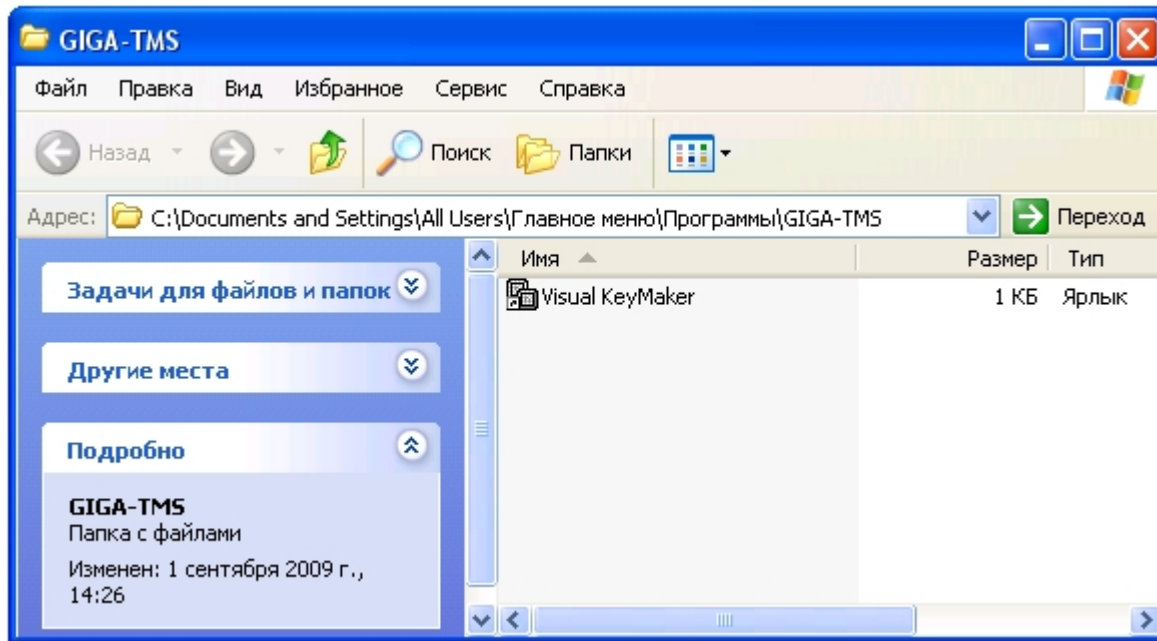 GIGA-TMS
Файл Правка Вид Избранное Сервис Справка
Назад Поиск Папки
Адрес: C:\Documents and Settings\All Users\Главное меню\Программы\GIGA-TMS Переход
Имя Размер Тип
Задачи для файлов и папок
Visual KeyMaker 1 КБ Ярлык
Другие места
Подробно
GIGA-TMS
Папка с файлами
Изменен: 1 сентября 2009 г.,
14:26